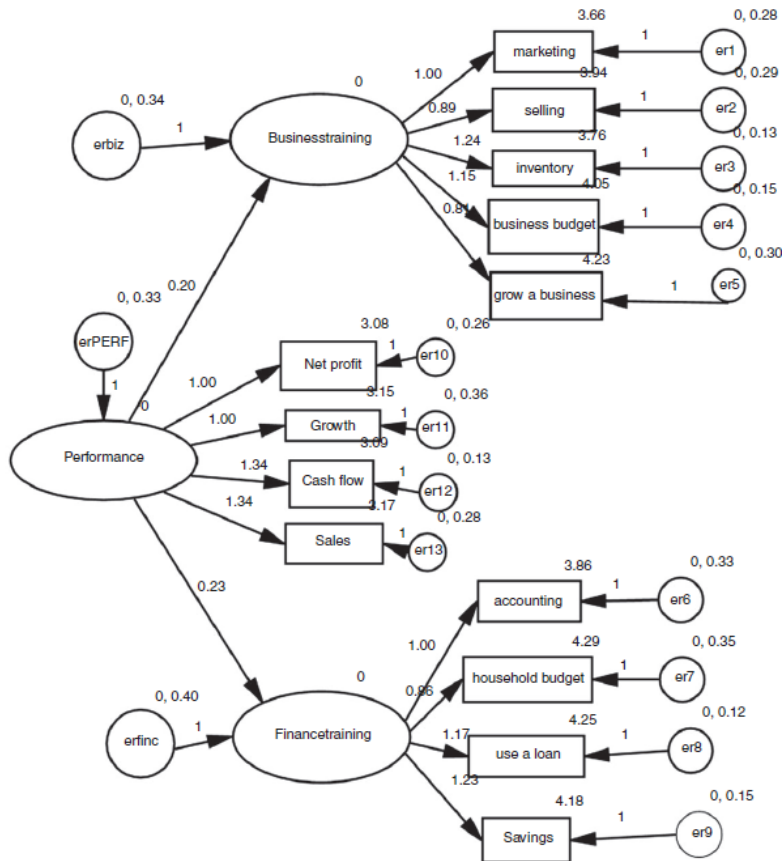 3.66
0, 0.28
marketing
1
er1
1.00
3.94
0, 0.29
0
0.89
selling
1
er2
0, 0.34
3.76
0, 0.13
erbiz
1
Businesstraining
1.24
inventory
1
er3
1.15
4.05
0, 0.15
0.81
business budget
1
er4
4.23
0, 0.30
grow a business
1
er5
0.20
0, 0.33
erPERF
1
0
3.08
0, 0.26
Net profit
1
er10
1.00
3.15
0, 0.36
1.00
Growth
1
er11
3.09
0, 0.13
Performance
1.34
Cash flow
1
er12
1.34
3.17
0, 0.28
Sales
1
er13
0.23
3.86
0, 0.33
accounting
1
er6
1.00
4.29
0, 0.35
0
0.86
household budget
1
er7
0, 0.40
4.25
0, 0.12
erfinc
1
Financetraining
1.17
use a loan
1
er8
1.23
4.18
0, 0.15
Savings
1
er9